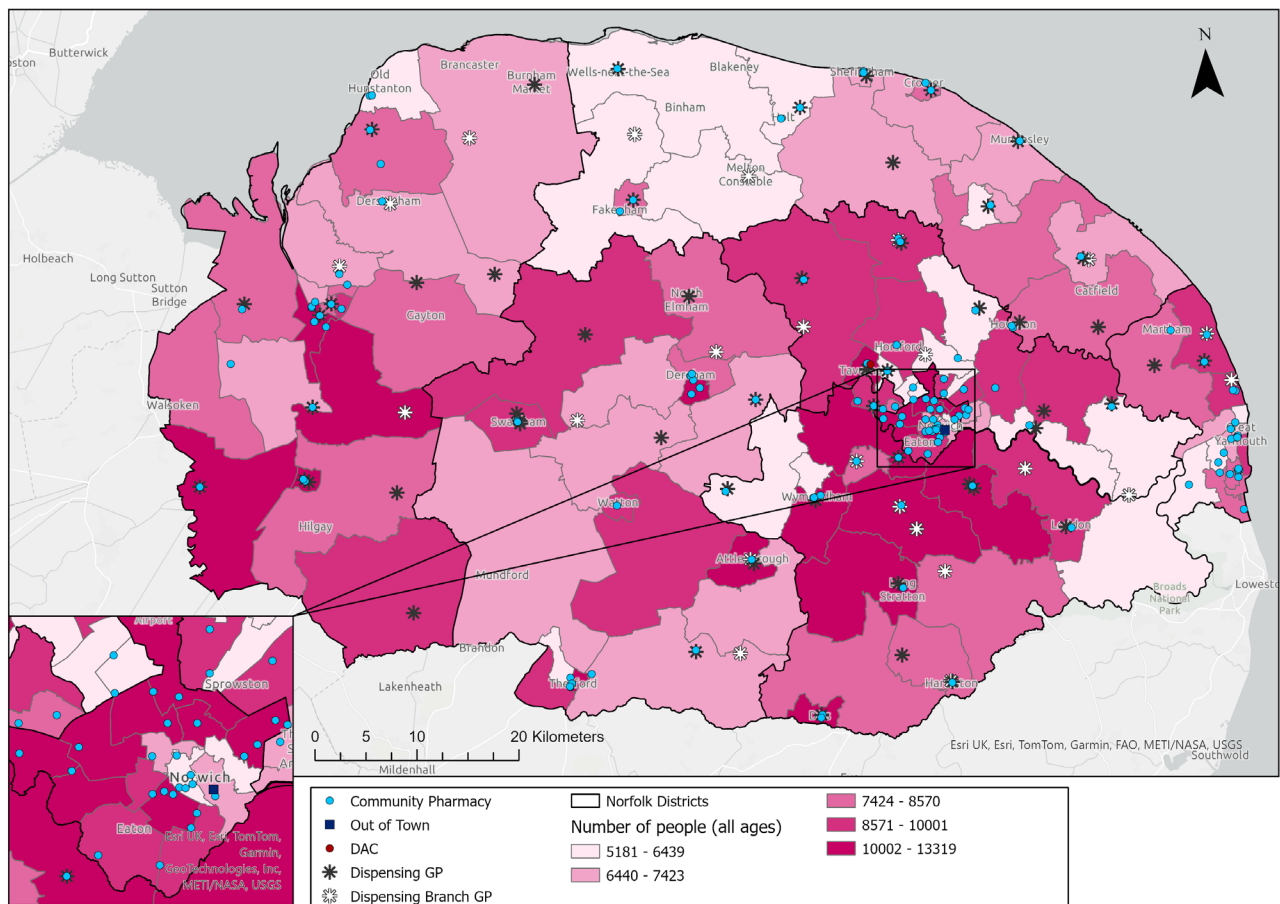 N
Butterwick
Old
Hunstanton
Brancaster
Burnham
Market
Wells-next-the-Sea
Blakeney
Sheringham
Cromer
Binham
Holt
Mundesley
Melton
Constable
Dersingham
Fakenham
Holbeach
Long Sutton
Sutton
Bridge
North
Elmham
Catfield
Gayton
Martham
Hoveton
Horsford
Taverham
Dereham
Walsoken
Swaffham
Norwich
Eaton
Great
Yarmouth
Watton
Wymondham
Hilgay
Loddon
Attleborough
Mundford
Long
Stratton
Broads
National
Park
Brandon
Lakenheath
Thetford
Harleston
Diss
0 5 10 20 Kilometers
Mildenhall
Esri UK, Esri, TomTom, Garmin, FAO, METI/NASA, USGS
Southwold
Airport
Sprowston
Norwich
Eaton
Esri UK, Esri, TomTom,
Garmin,
GeoTechnologies, Inc,
METI/NASA, USGS
Community Pharmacy
Out of Town
DAC
Dispensing GP
Dispensing Branch GP
Norfolk Districts
Number of people (all ages)
5181 - 6439
6440 - 7423
7424 - 8570
8571 - 10001
10002 - 13319